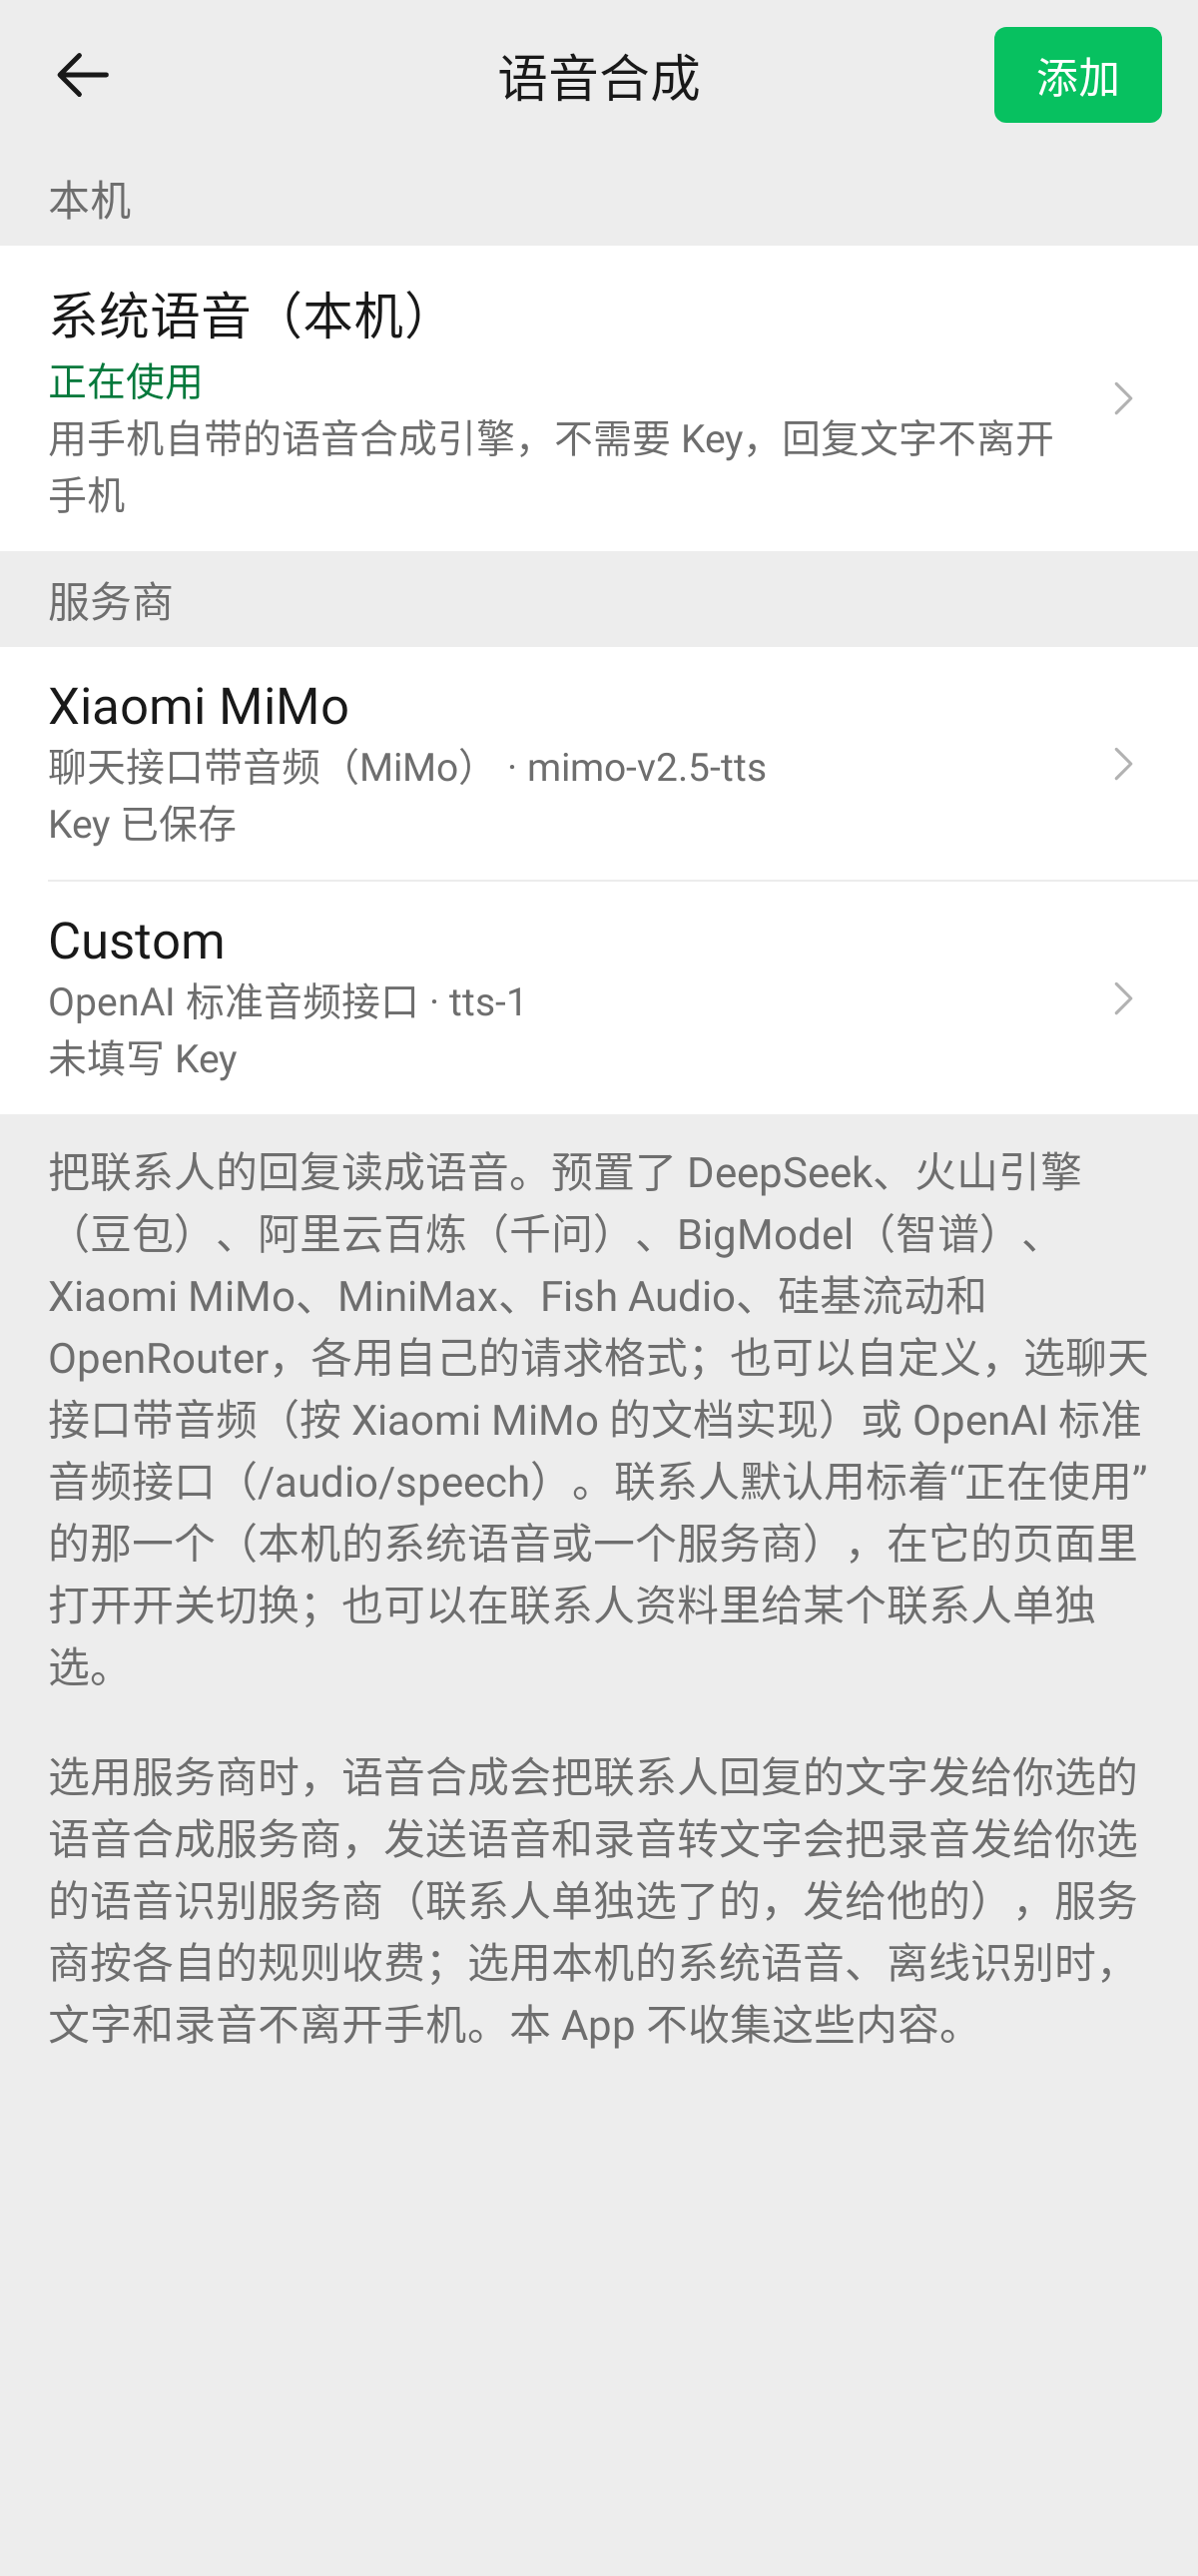 语音合成
添加
本机
系统语音（本机）
正在使用
用手机自带的语音合成引擎，不需要 Key，回复文字不离开
手机
服务商
Xiaomi MiMo
聊天接口带音频（MiMo） · mimo-v2.5-tts
Key 已保存
Custom
OpenAI 标准音频接口 · tts-1
未填写 Key
把联系人的回复读成语音。预置了 DeepSeek、火山引擎
（豆包）、阿里云百炼（千问）、BigModel（智谱）、
Xiaomi MiMo、MiniMax、Fish Audio、硅基流动和
OpenRouter，各用自己的请求格式；也可以自定义，选聊天
接口带音频（按 Xiaomi MiMo 的文档实现）或 OpenAI 标准
音频接口（/audio/speech）。联系人默认用标着“正在使用”
的那一个（本机的系统语音或一个服务商），在它的页面里
打开开关切换；也可以在联系人资料里给某个联系人单独
选。
选用服务商时，语音合成会把联系人回复的文字发给你选的
语音合成服务商，发送语音和录音转文字会把录音发给你选
的语音识别服务商（联系人单独选了的，发给他的），服务
商按各自的规则收费；选用本机的系统语音、离线识别时，
文字和录音不离开手机。本 App 不收集这些内容。